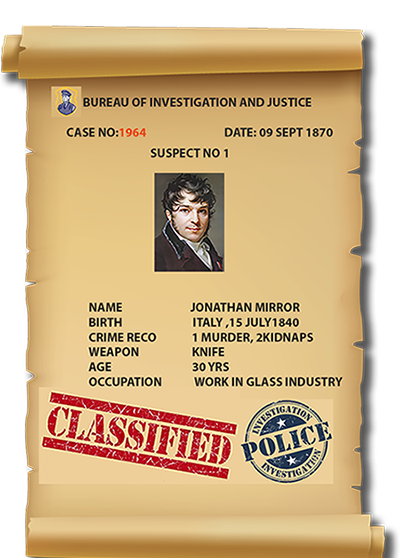 BUREAU OF INVESTIGATION AND JUSTICE
CASE NO:1964 DATE: 09 SEPT 1870
SUSPECT NO 1
NAME JONATHAN MIRROR
BIRTH ITALY ,15 JULY1840
CRIME RECO 1 MURDER, 2KIDNAPS
WEAPON KNIFE
AGE 30 YRS
OCCUPATION WORK IN GLASS INDUSTRY
CLASSIFIED
INVESTIGATION
POLICE
INVESTIGATION